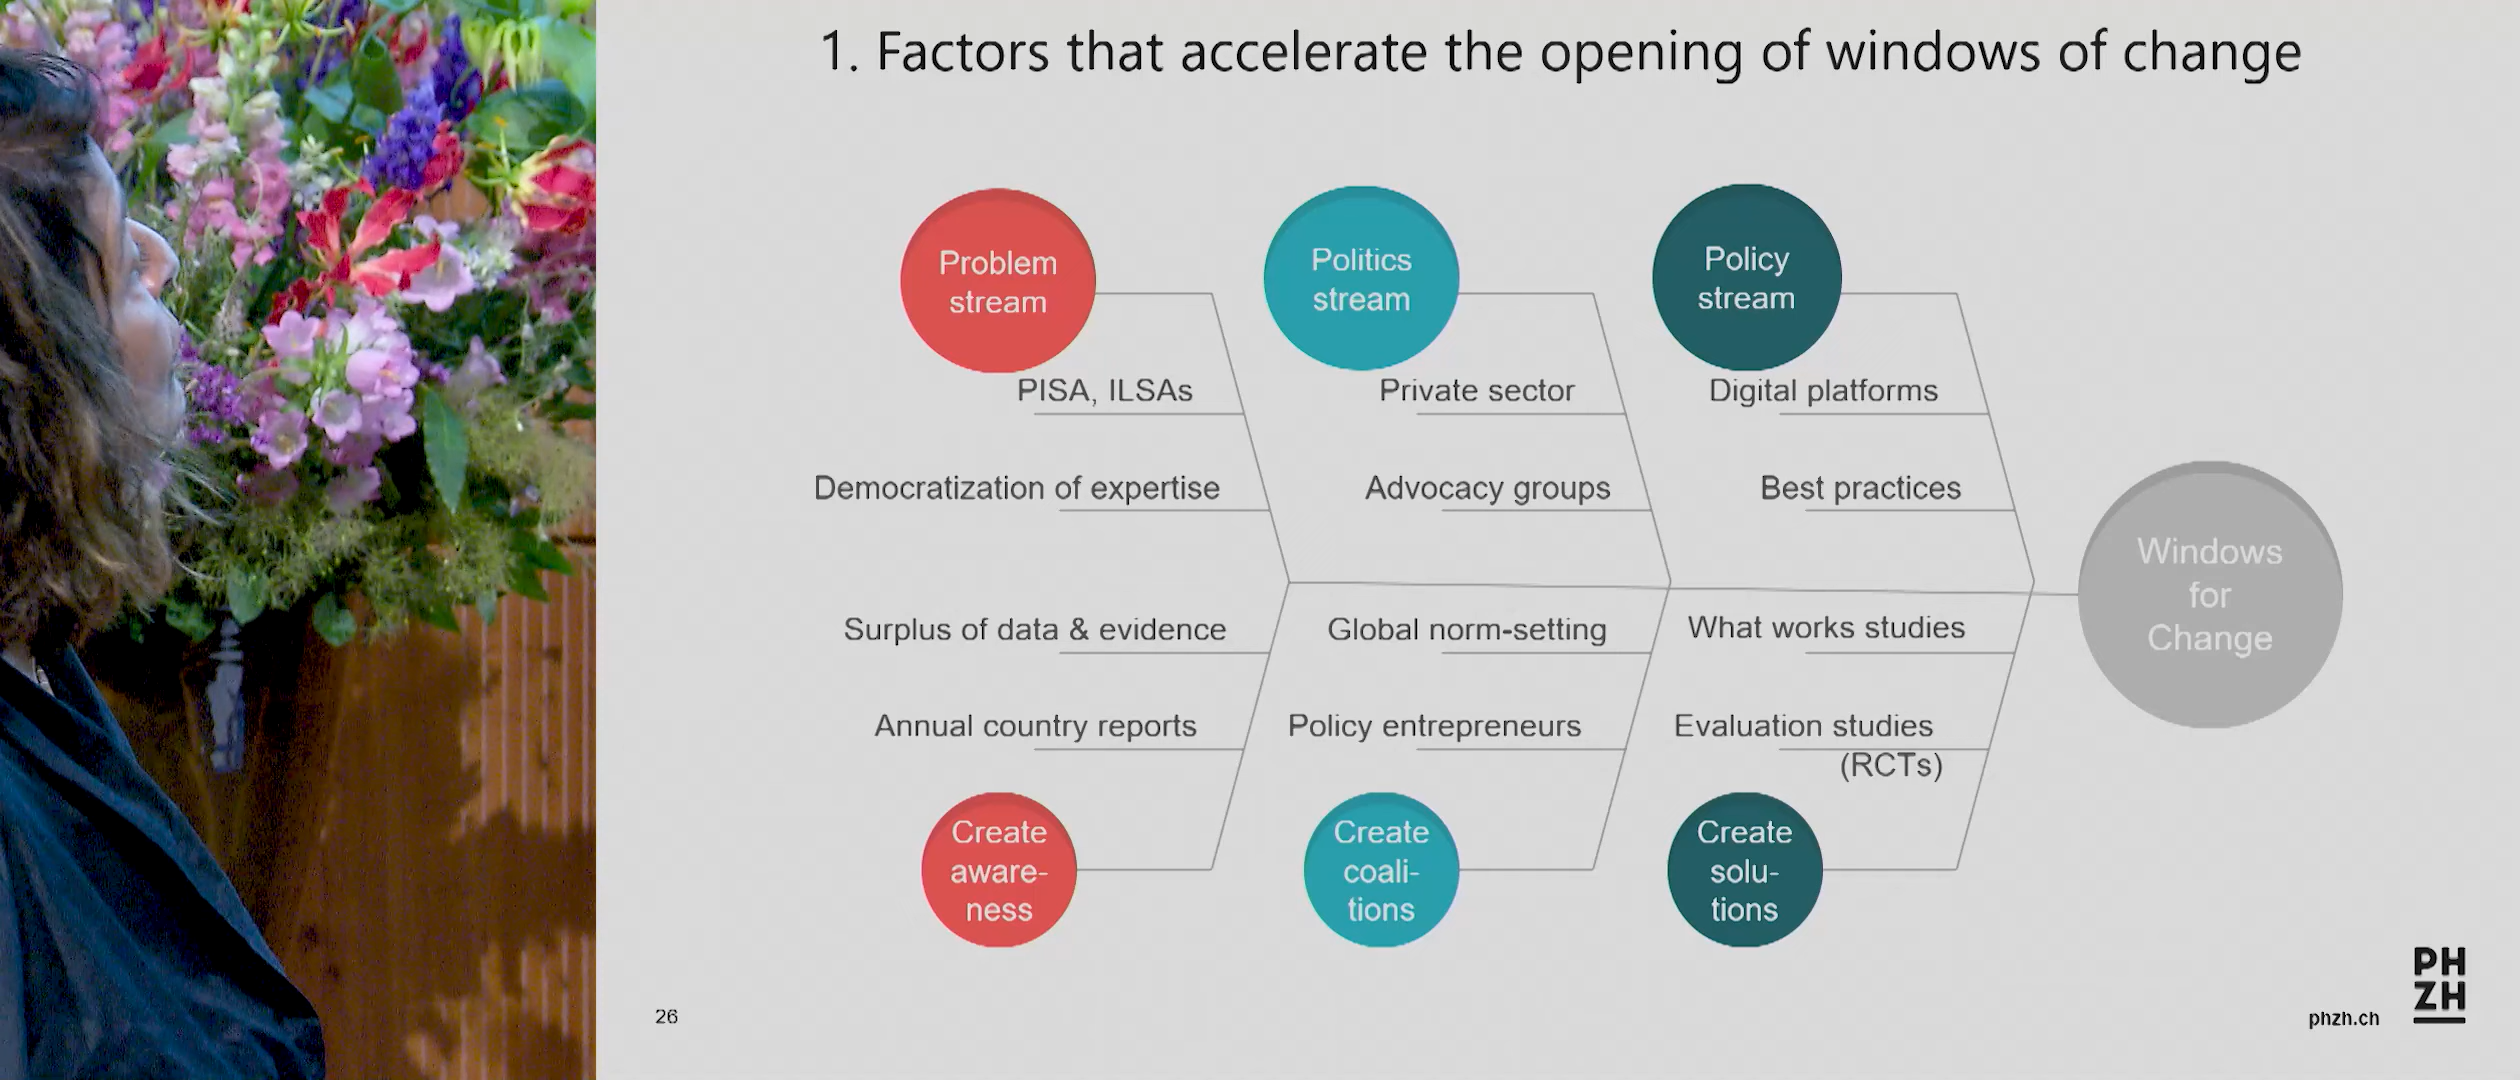 1. Factors that accelerate the opening of windows of change
Problem
stream
Politics
stream
Policy
stream
PISA, ILSAs
Private sector
Digital platforms
Democratization of expertise
Advocacy groups
Best practices
Windows
for
Change
Surplus of data & evidence
Global norm-setting
What works studies
Annual country reports
Policy entrepreneurs
Evaluation studies
(RCTs)
Create
aware-
ness
Create
coali-
tions
Create
solu-
tions
26
phzh.ch
PH
ZH